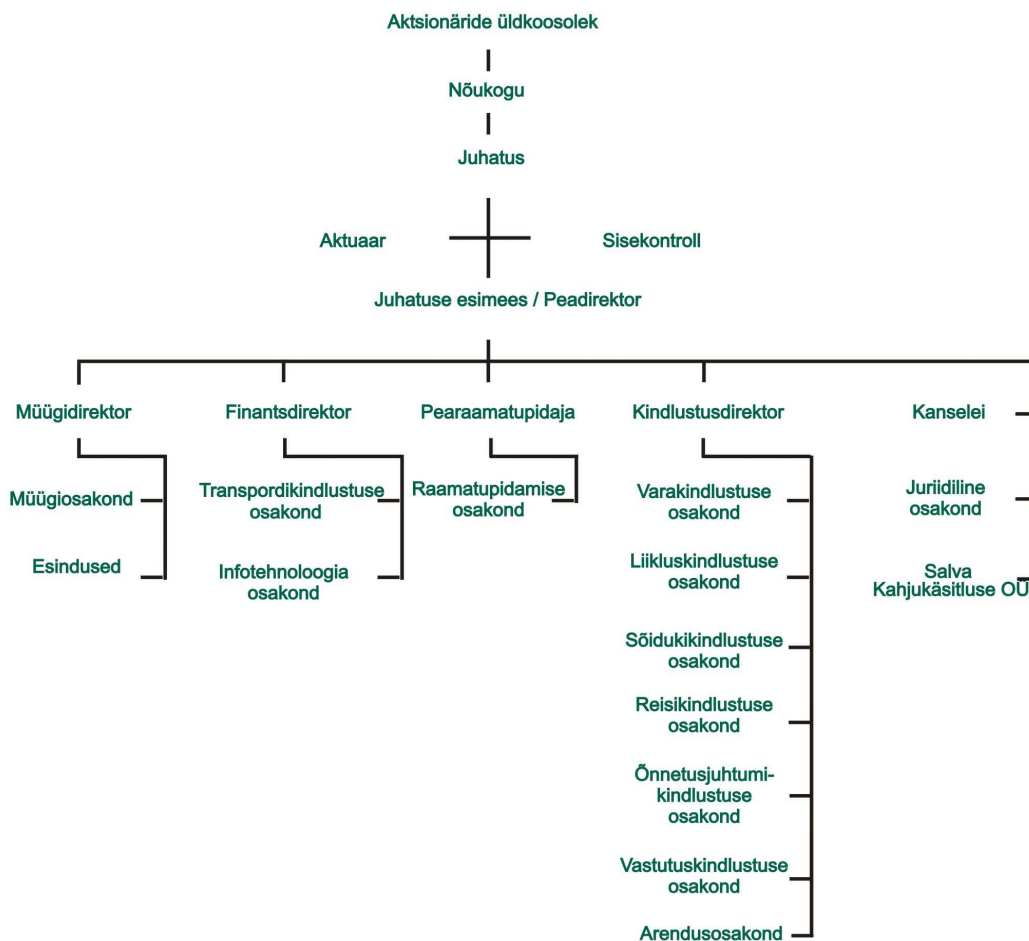 Aktsionäride üldkoosolek
Nõukogu
Juhatus
Aktuaar
Sisekontroll
Juhatuse esimees / Peadirektor
Müügidirektor
Finantsdirektor
Pearaamatupidaja
Kindlustusdirektor
Kanselei
Müügiosakond
Esindused
Transpordikindlustuse
osakond
Infotehnoloogia
osakond
Raamatupidamise
osakond
Varakindlustuse
osakond
Liikluskindlustuse
osakond
Sõidukikindlustuse
osakond
Reisikindlustuse
osakond
Õnnetusjuhtumi-
kindlustuse
osakond
Vastutuskindlustuse
osakond
Arendusosakond
Juriidiline
osakond
Salva
Kahjukäsitluse OÜ